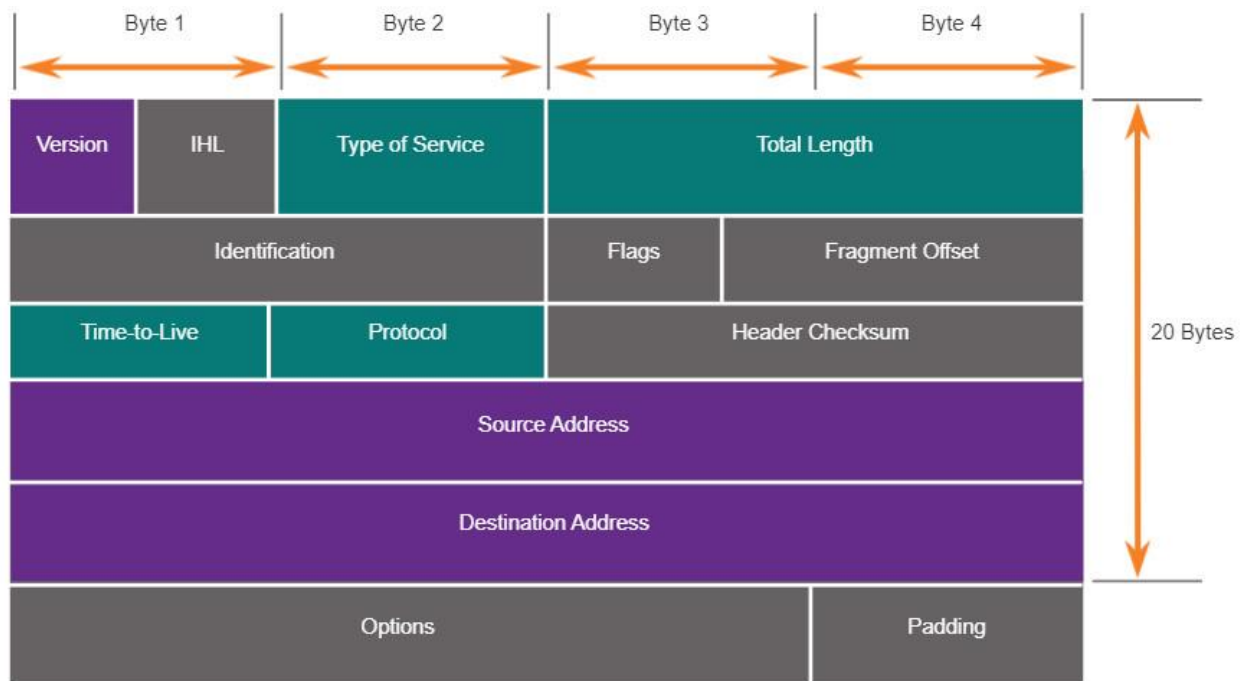 Byte 1 Byte 2 Byte 3 Byte 4
Version IHL Type of Service Total Length
Identification Flags Fragment Offset
Time-to-Live Protocol Header Checksum
20 Bytes
Source Address
Destination Address
Options Padding